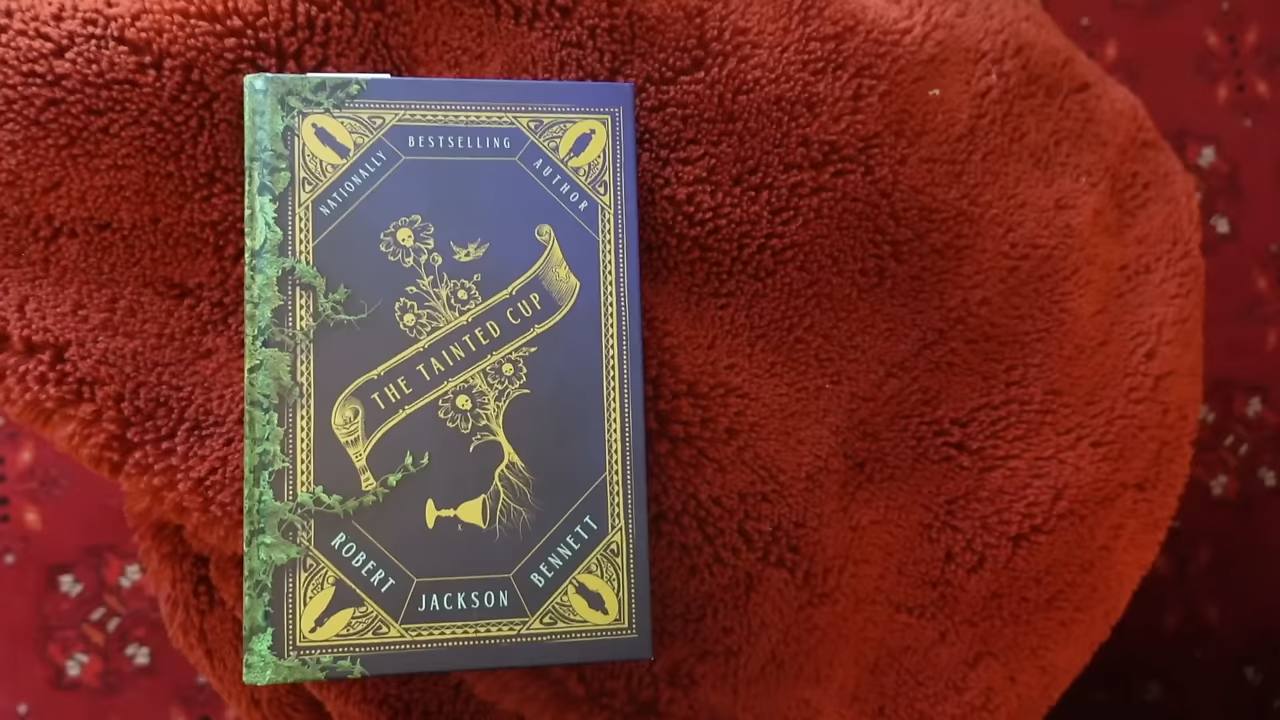 NATIONALLY
BESTSELLING
AUTHOR
THE TAINTED CUP
ROBERT
JACKSON
BENNETT